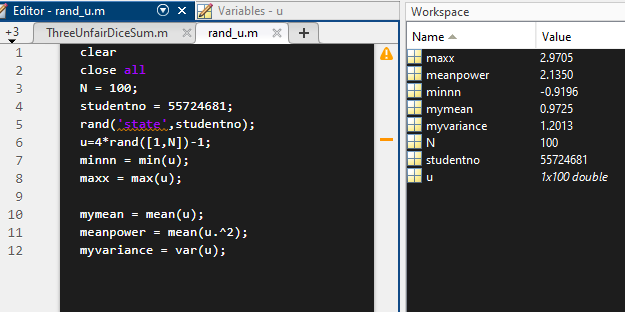 Editor - rand_u.m
Variables - u
+3 ThreeUnfairDiceSum.m rand_u.m
1 clear
2 close all
3 N = 100;
4 studentno = 55724681;
5 rand('state',studentno);
6 u=4*rand([1,N])-1;
7 minnn = min(u);
8 maxx = max(u);
9
10 mymean = mean(u);
11 meanpower = mean(u.^2);
12 myvariance = var(u);
Workspace
Name Value
maxx 2.9705
meanpower 2.1350
minnn -0.9196
mymean 0.9725
myvariance 1.2013
N 100
studentno 55724681
u 1x100 double